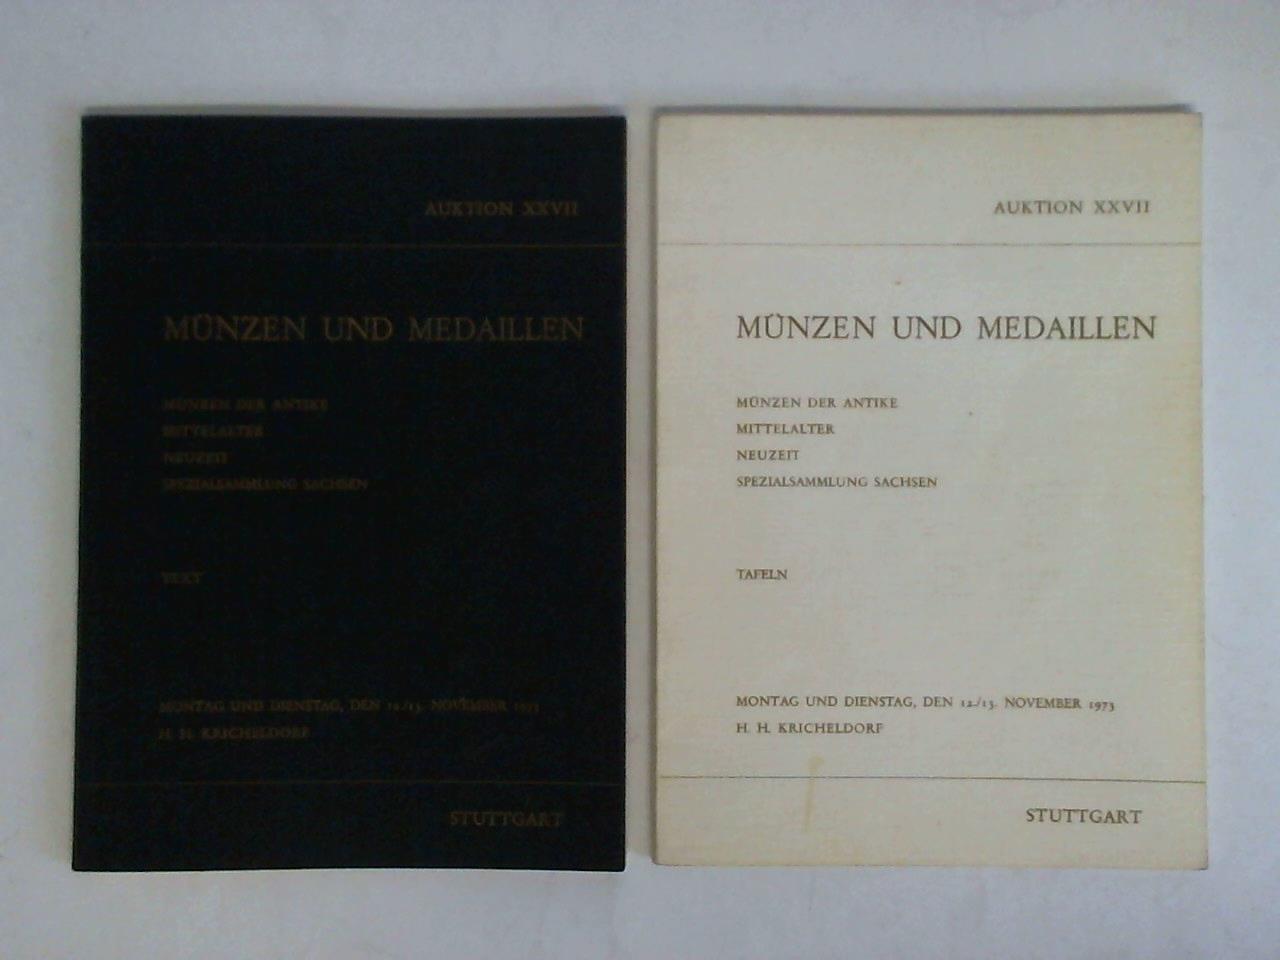 AUKTION XXVII
MÜNZEN UND MEDAILLEN
MÜNZEN DER ANTIKE
MITTELALTER
NEUZEIT
SPEZIALSAMMLUNG SACHSEN
TEXT
MONTAG UND DIENSTAG, DEN 12./13. NOVEMBER 1973
H. H. KRICHELDORF
STUTTGART
AUKTION XXVII
MÜNZEN UND MEDAILLEN
MÜNZEN DER ANTIKE
MITTELALTER
NEUZEIT
SPEZIALSAMMLUNG SACHSEN
TAFELN
MONTAG UND DIENSTAG, DEN 12./13. NOVEMBER 1973
H. H. KRICHELDORF
STUTTGART